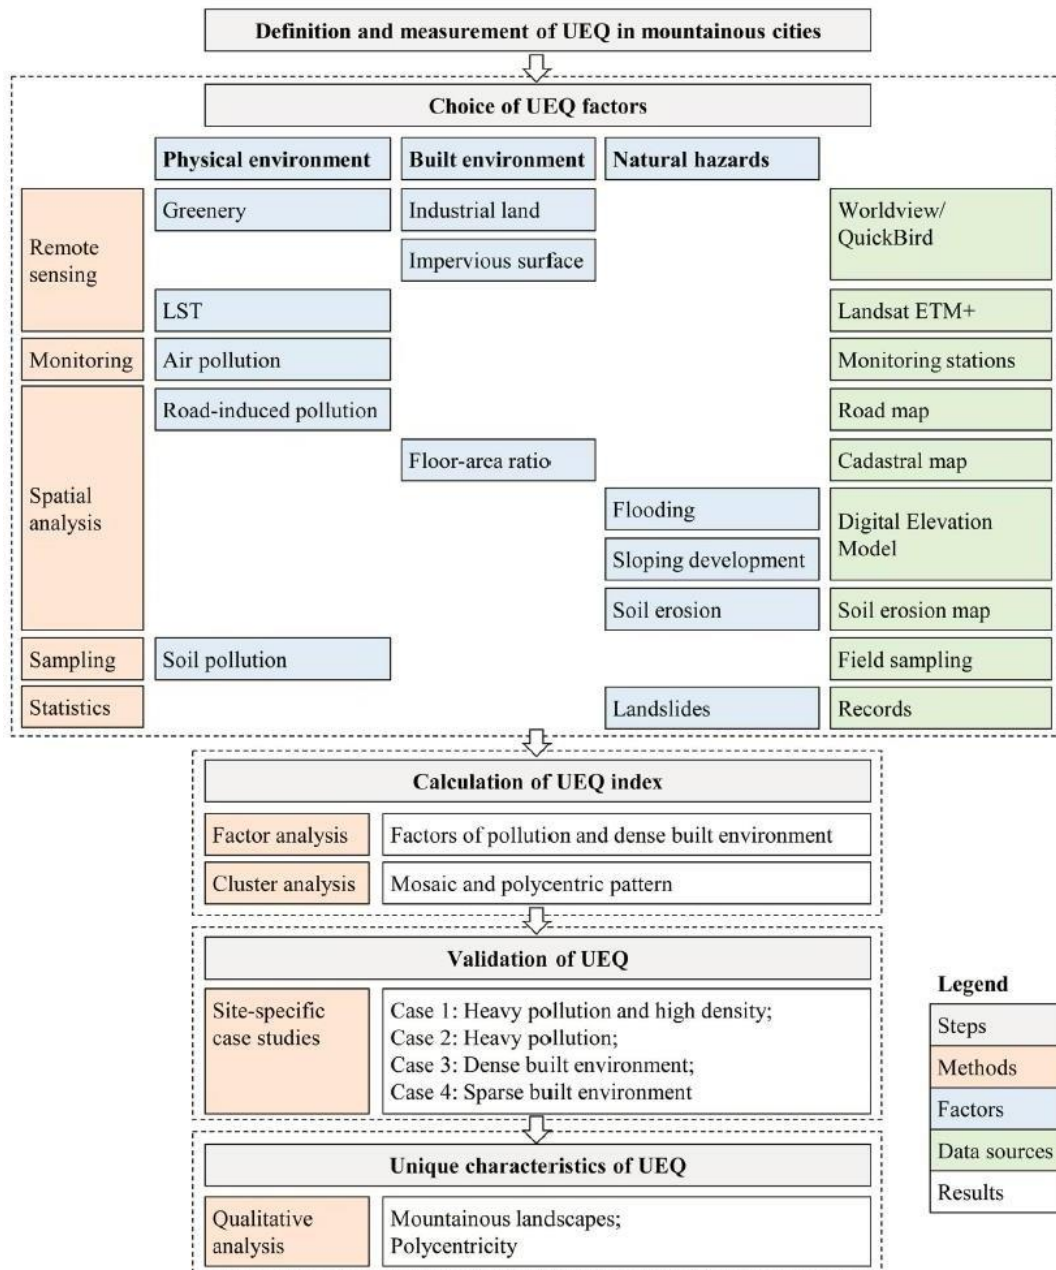 Definition and measurement of UEQ in mountainous cities
Choice of UEQ factors
Physical environment
Built environment
Natural hazards
Remote
sensing
Greenery
Industrial land
Worldview/
QuickBird
Impervious surface
LST
Landsat ETM+
Monitoring
Air pollution
Monitoring stations
Spatial
analysis
Road-induced pollution
Road map
Floor-area ratio
Cadastral map
Flooding
Digital Elevation
Model
Sloping development
Soil erosion
Soil erosion map
Sampling
Soil pollution
Field sampling
Statistics
Landslides
Records
Calculation of UEQ index
Factor analysis
Factors of pollution and dense built environment
Cluster analysis
Mosaic and polycentric pattern
Validation of UEQ
Site-specific
case studies
Case 1: Heavy pollution and high density;
Case 2: Heavy pollution;
Case 3: Dense built environment;
Case 4: Sparse built environment
Unique characteristics of UEQ
Qualitative
analysis
Mountainous landscapes;
Polycentricity
Legend
Steps
Methods
Factors
Data sources
Results